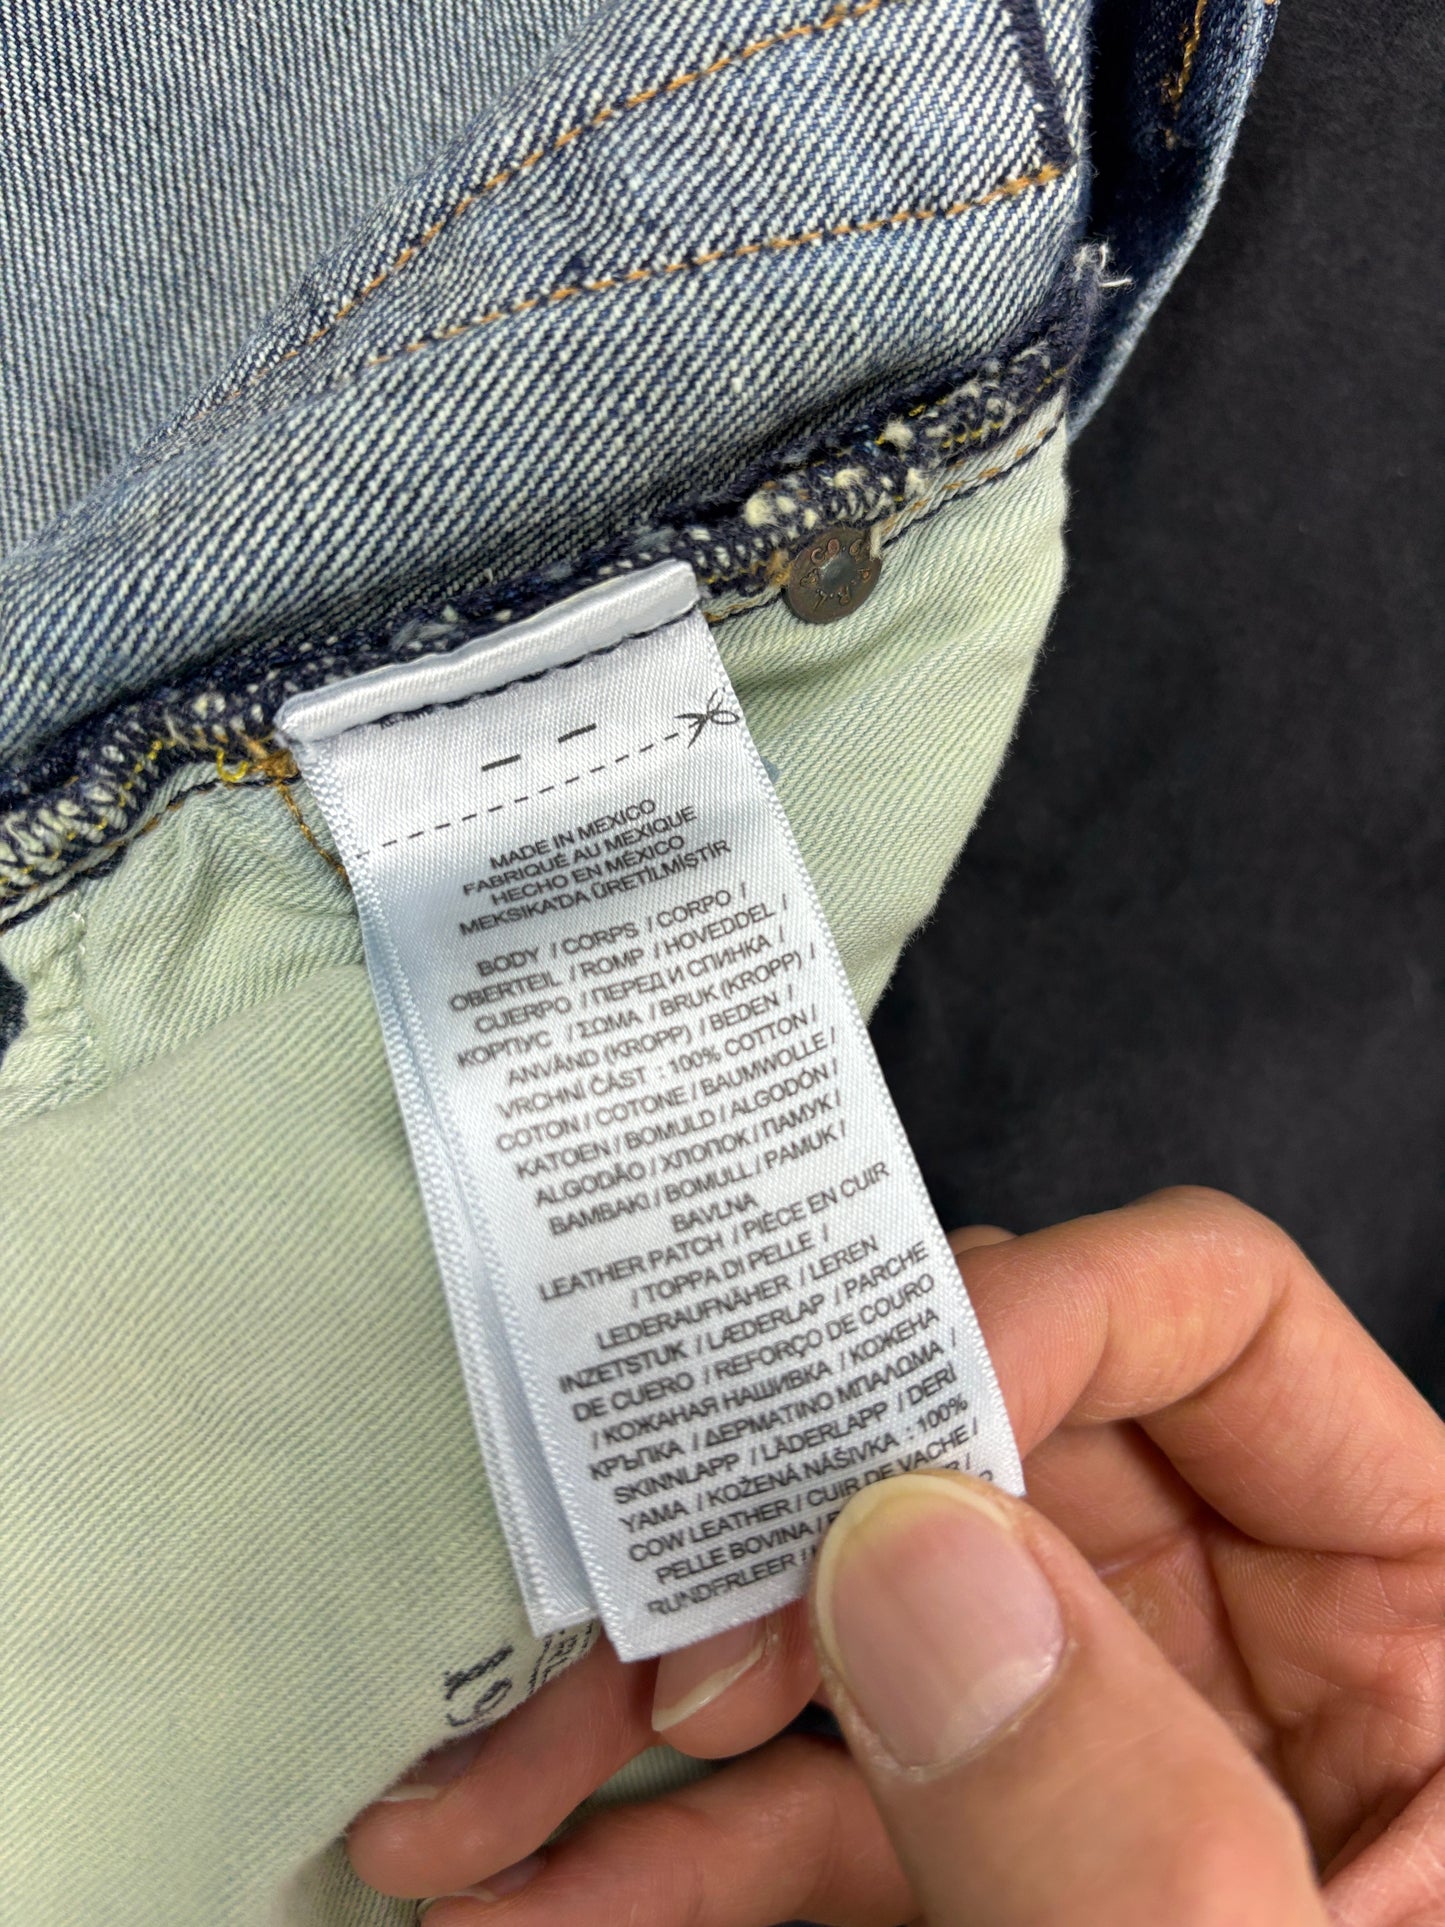 MADE IN MEXICO
FABRIQUÉ AU MEXIQUE
HECHO EN MÉXICO
MEKSIKA'DA ÜRETİLMİŞTİR
BODY / CORPS / CORPO /
OBERTEIL / ROMP / HOVEDDEL /
CUERPO / ПЕРЕД И СПИНКА /
КОРПУС / ΣΩΜΑ / BRUK (KROPP) /
ANVÄND (KROPP) / BEDEN /
VRCHNÍ ČÁST : 100% COTTON /
COTON / COTONE / BAUMWOLLE /
KATOEN / BOMULD / ALGODÓN /
ALGODÃO / ХЛОПОК / ПАМУК /
BAMBAKI / BOMULL / PAMUK /
BAVLNA
LEATHER PATCH / PIÈCE EN CUIR
/ TOPPA DI PELLE /
LEDERAUFNÄHER / LEREN
INZETSTUK / LÆDERLAP / PARCHE
DE CUERO / REFORÇO DE COURO
/ КОЖАНАЯ НАШИВКА / КОЖЕНА
КРЪПКА / ΔΕΡΜΑΤΙΝΟ ΜΠΑΛΩΜΑ /
SKINNLAPP / LÄDERLAPP / DERİ
YAMA / KOŽENÁ NÁŠIVKA : 100%
COW LEATHER / CUIR DE VACHE /
PELLE BOVINA /
RUNDERLEER /